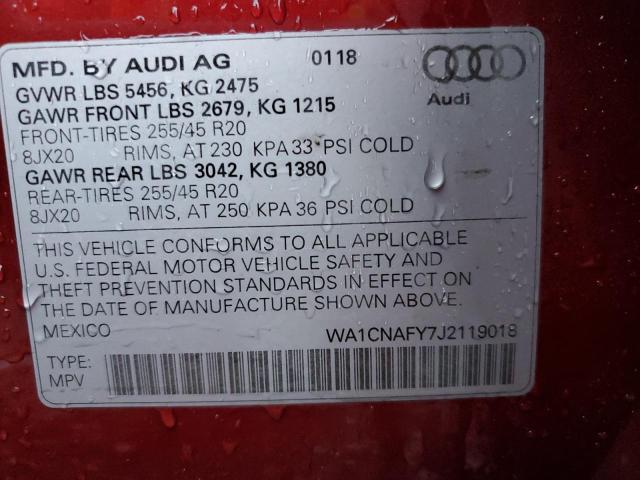 MFD. BY AUDI AG 0118
GVWR LBS 5456, KG 2475
GAWR FRONT LBS 2679, KG 1215
Audi
FRONT-TIRES 255/45 R20
8JX20 RIMS, AT 230 KPA 33 PSI COLD
GAWR REAR LBS 3042, KG 1380
REAR-TIRES 255/45 R20
8JX20 RIMS, AT 250 KPA 36 PSI COLD
THIS VEHICLE CONFORMS TO ALL APPLICABLE
U.S. FEDERAL MOTOR VEHICLE SAFETY AND
THEFT PREVENTION STANDARDS IN EFFECT ON
THE DATE OF MANUFACTURE SHOWN ABOVE.
MEXICO WA1CNAFY7J2119018
TYPE:
MPV